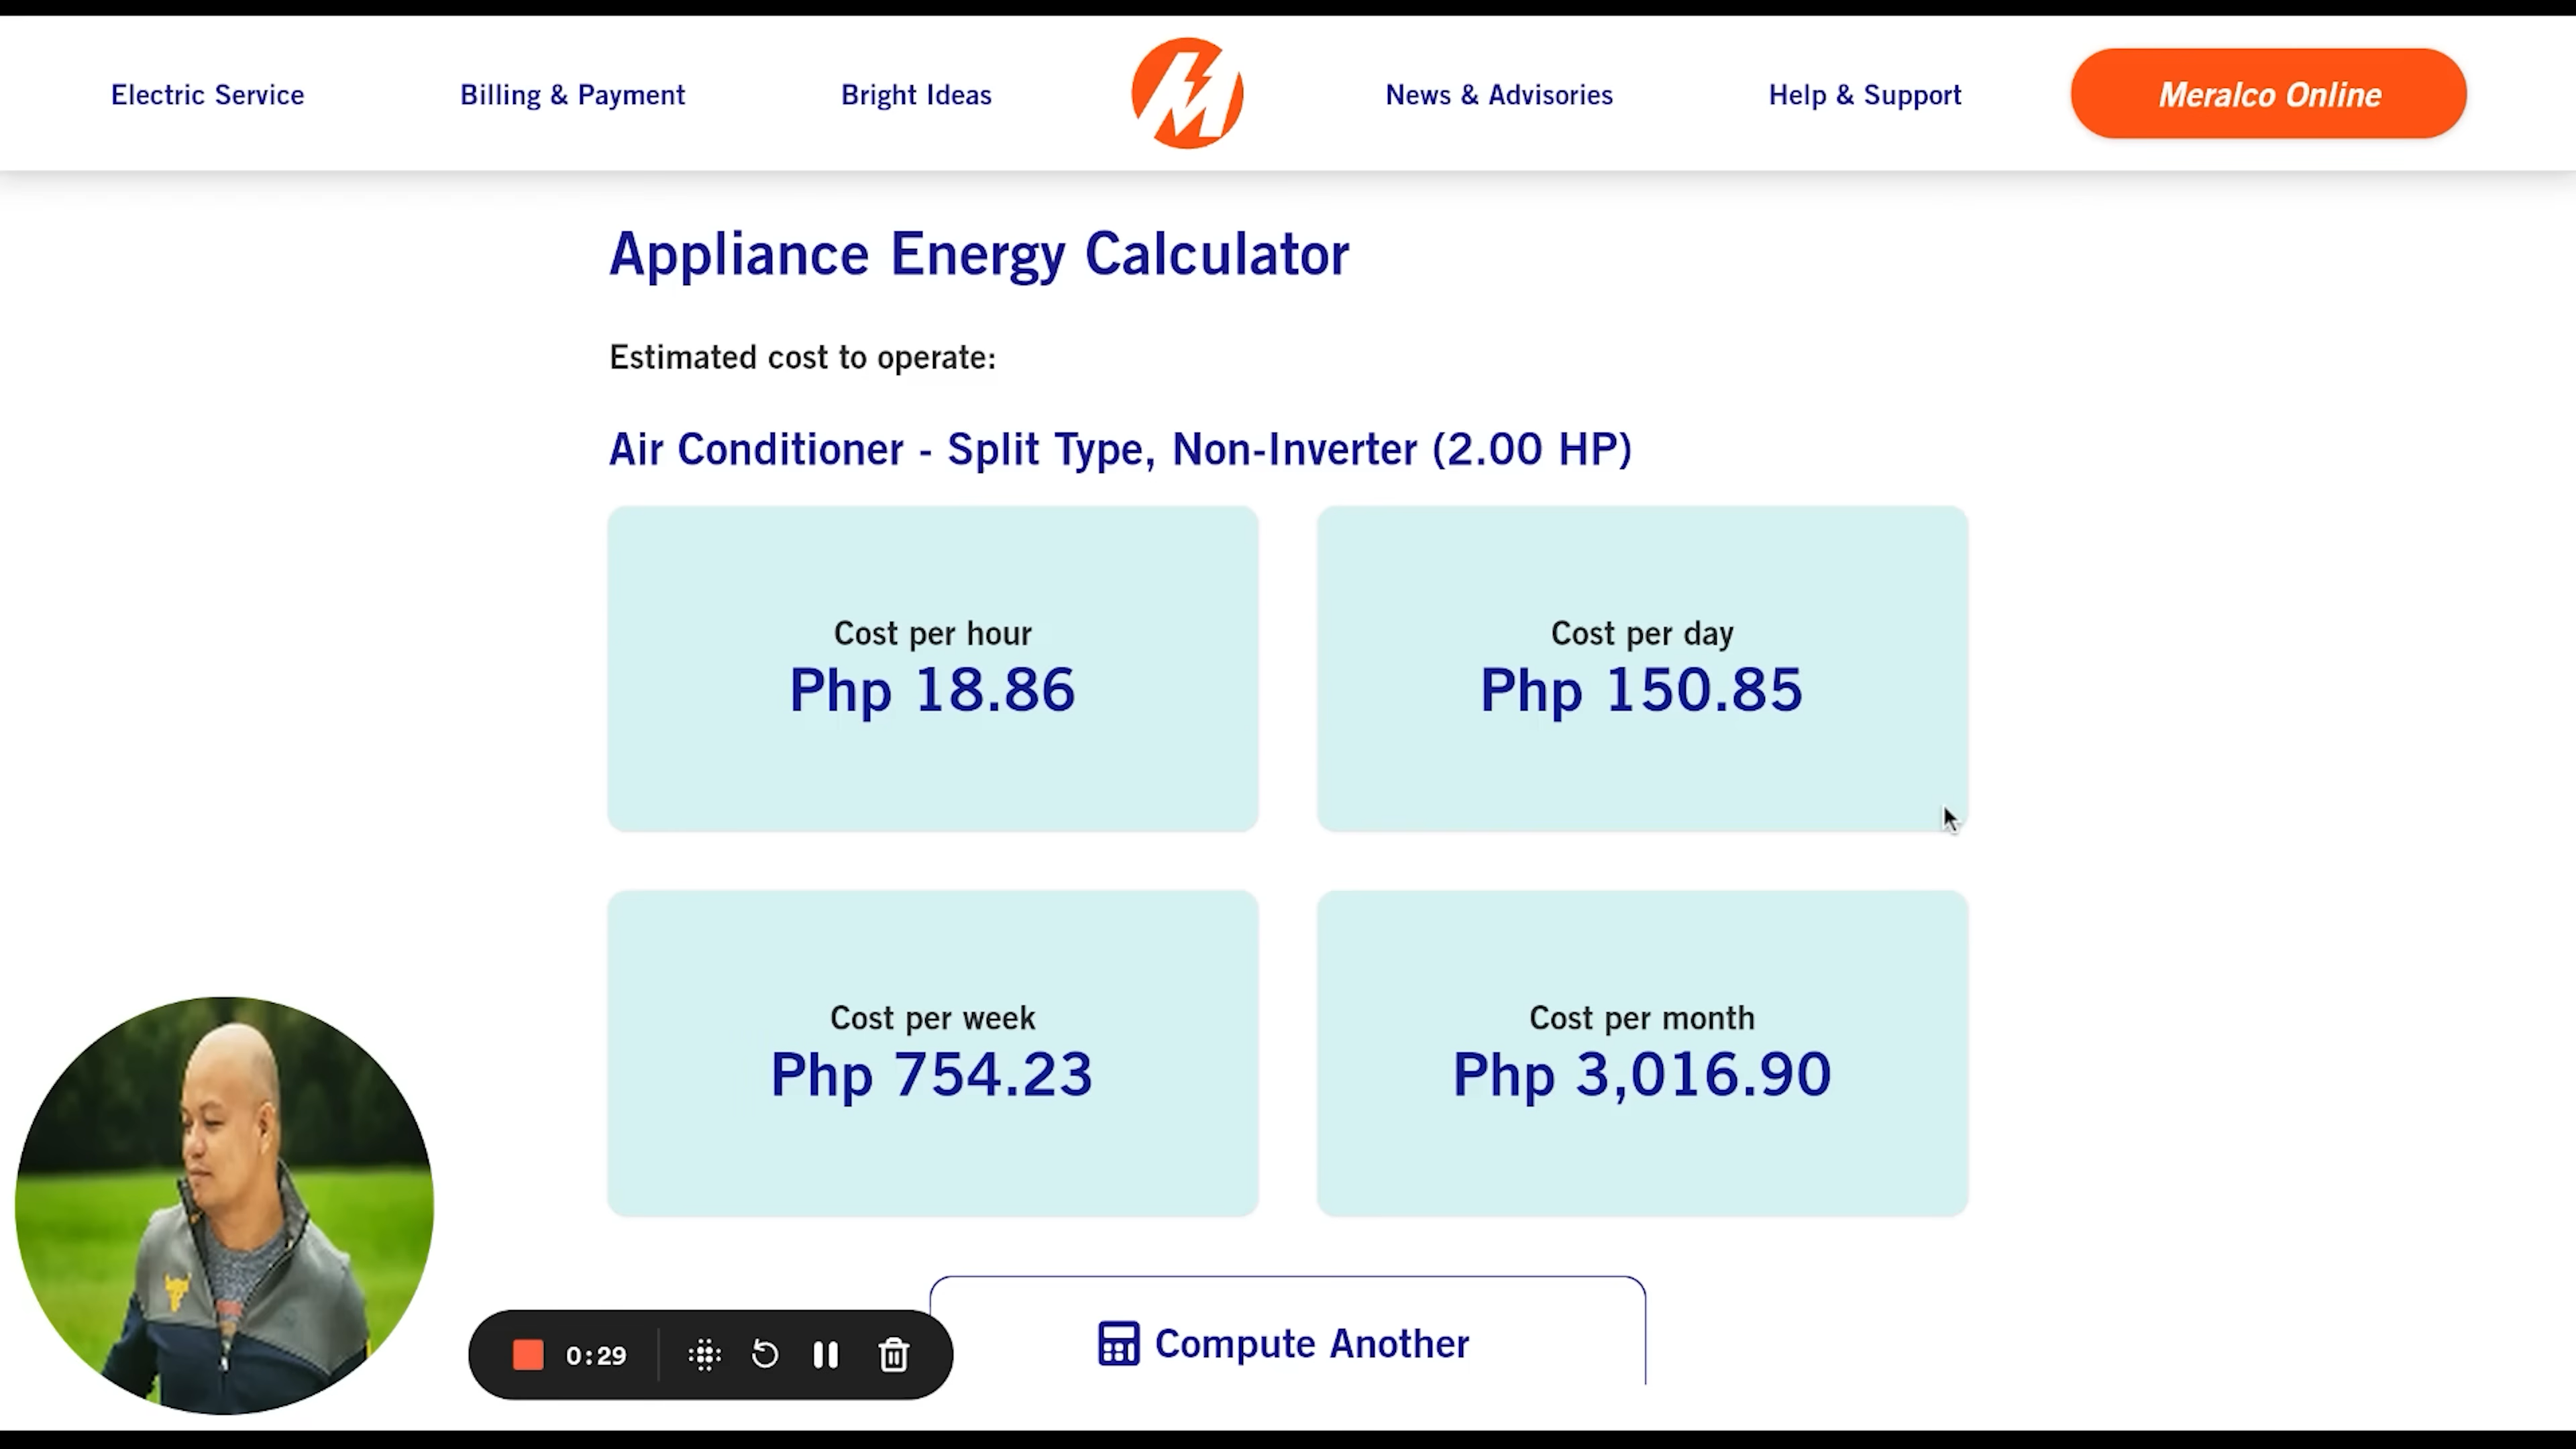 Electric Service
Billing & Payment
Bright Ideas
News & Advisories
Help & Support
Meralco Online
Appliance Energy Calculator
Estimated cost to operate:
Air Conditioner - Split Type, Non-Inverter (2.00 HP)
Cost per hour
Php 18.86
Cost per day
Php 150.85
Cost per week
Php 754.23
Cost per month
Php 3,016.90
0:29
Compute Another